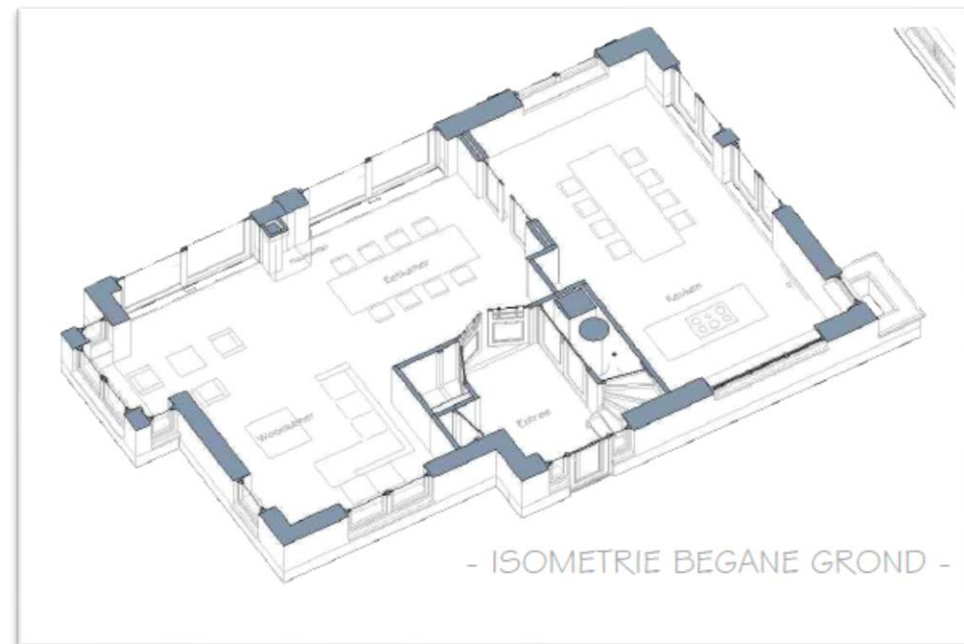 Eetkamer
Keuken
Woonkamer
Entree
- ISOMETRIE BEGANE GROND -